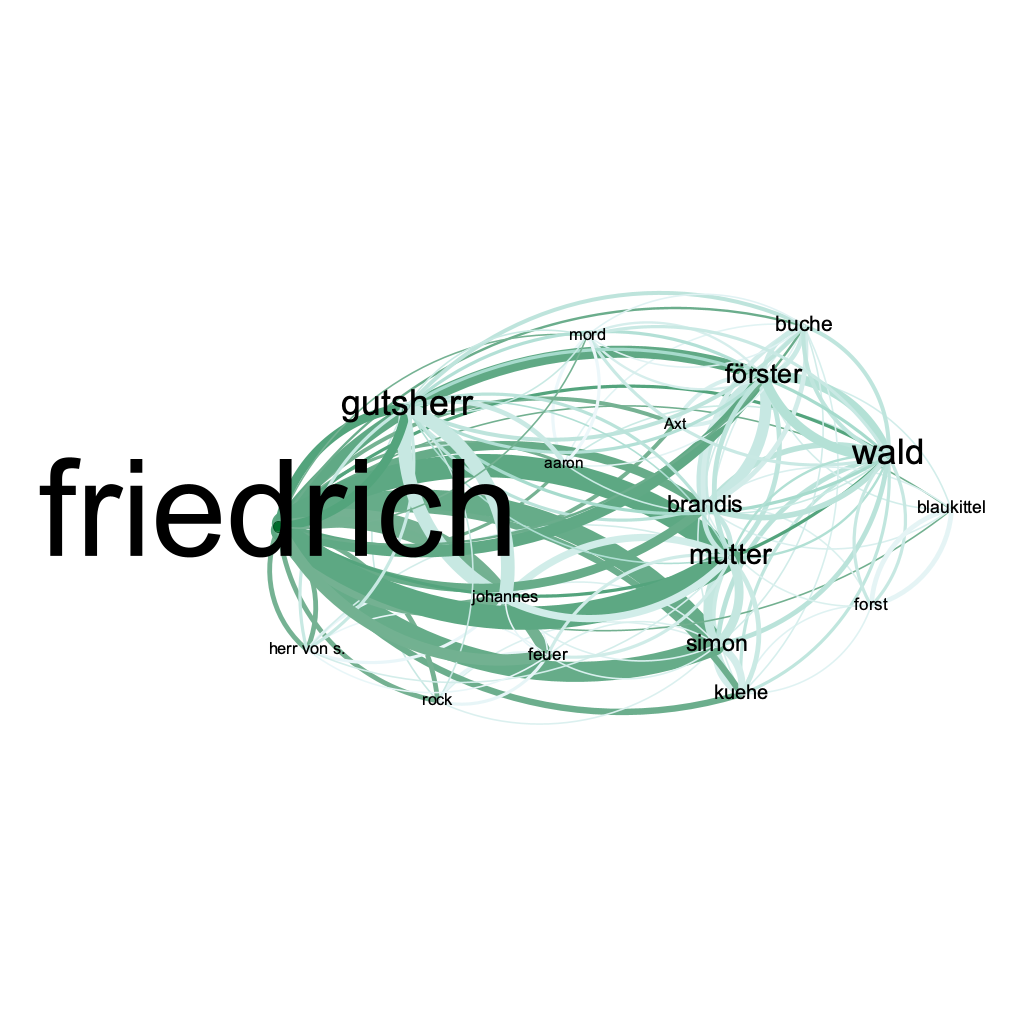 buche
mord
förster
gutsherr
Axt
wald
aaron
friedrich
brandis
blaukittel
mutter
johannes
forst
simon
herr von s.
feuer
kuehe
rock